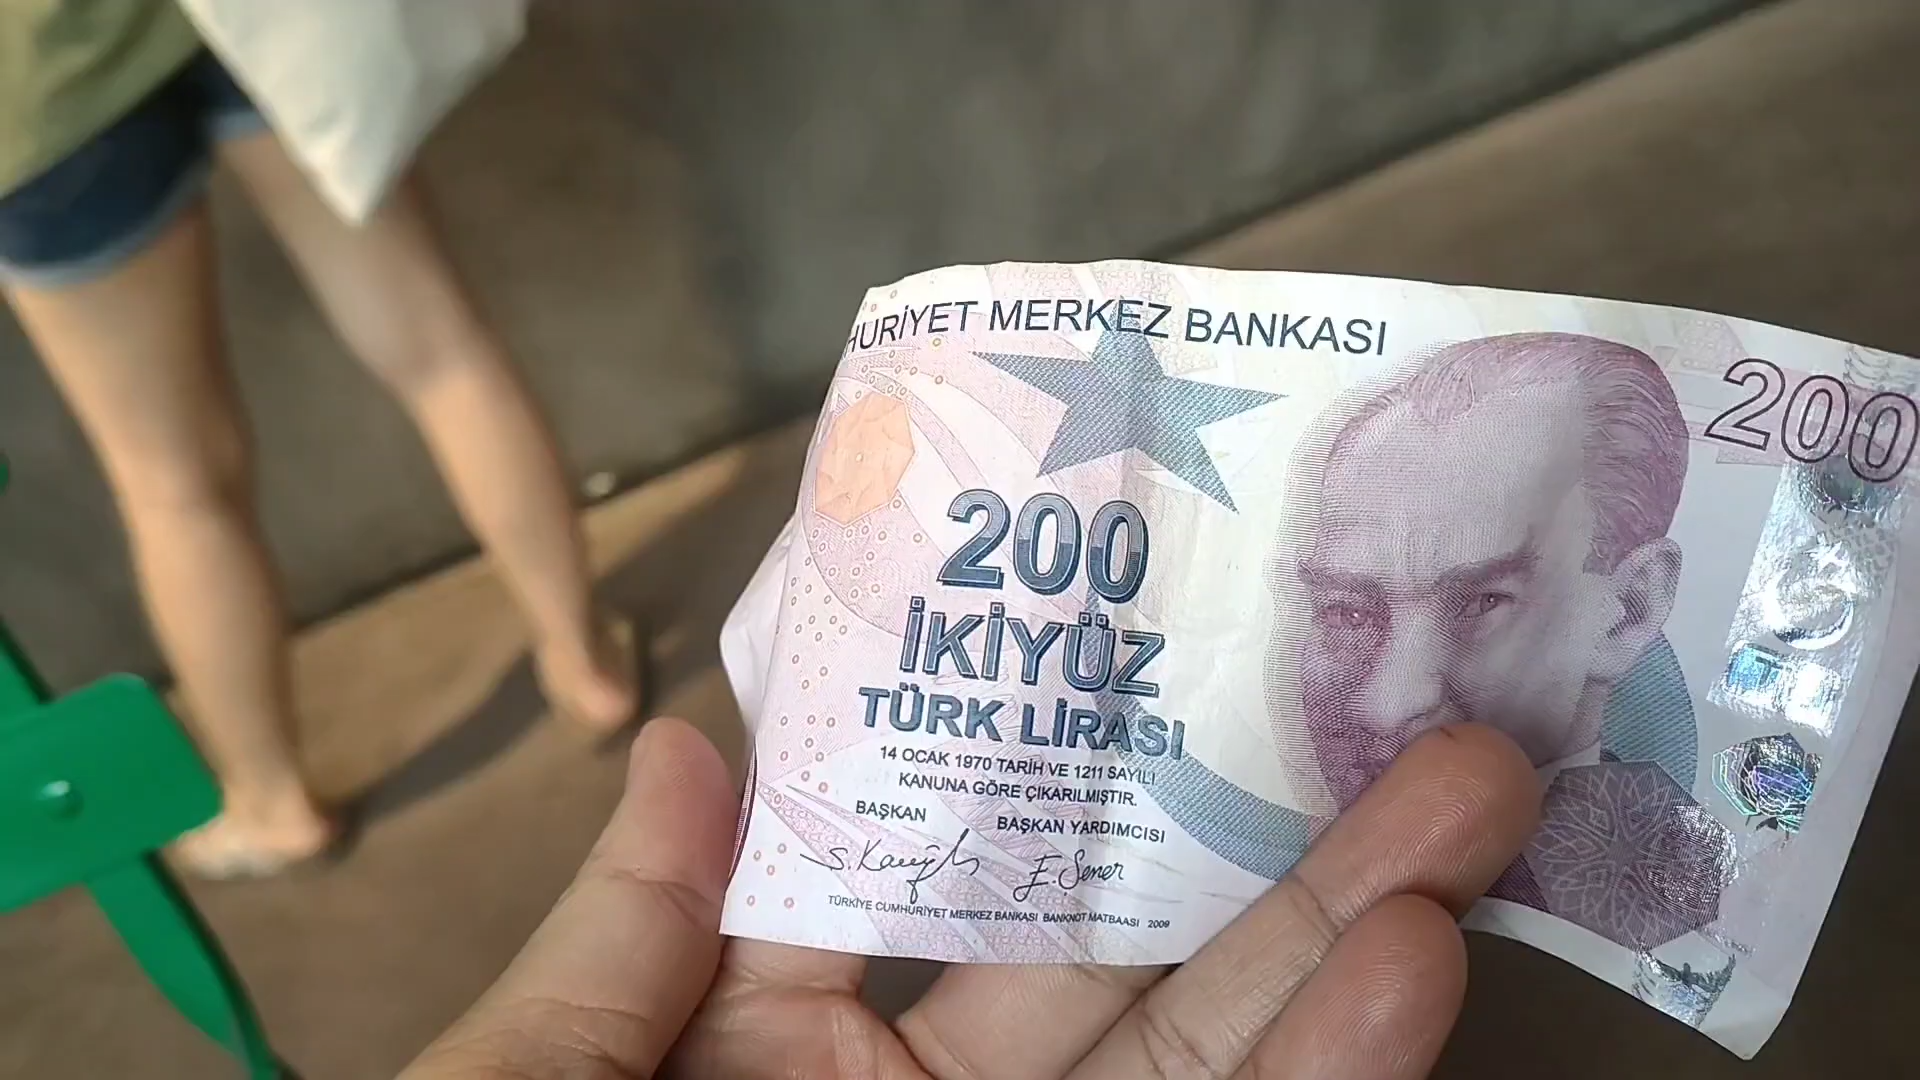 HURİYET MERKEZ BANKASI
200
200
İKİYÜZ
TÜRK LİRASI
14 OCAK 1970 TARİH VE 1211 SAYILI
KANUNA GÖRE ÇIKARILMIŞTIR.
BAŞKAN
BAŞKAN YARDIMCISI
E. Sener
TÜRKİYE CUMHURİYET MERKEZ BANKASI BANKNOT MATBAASI 2009